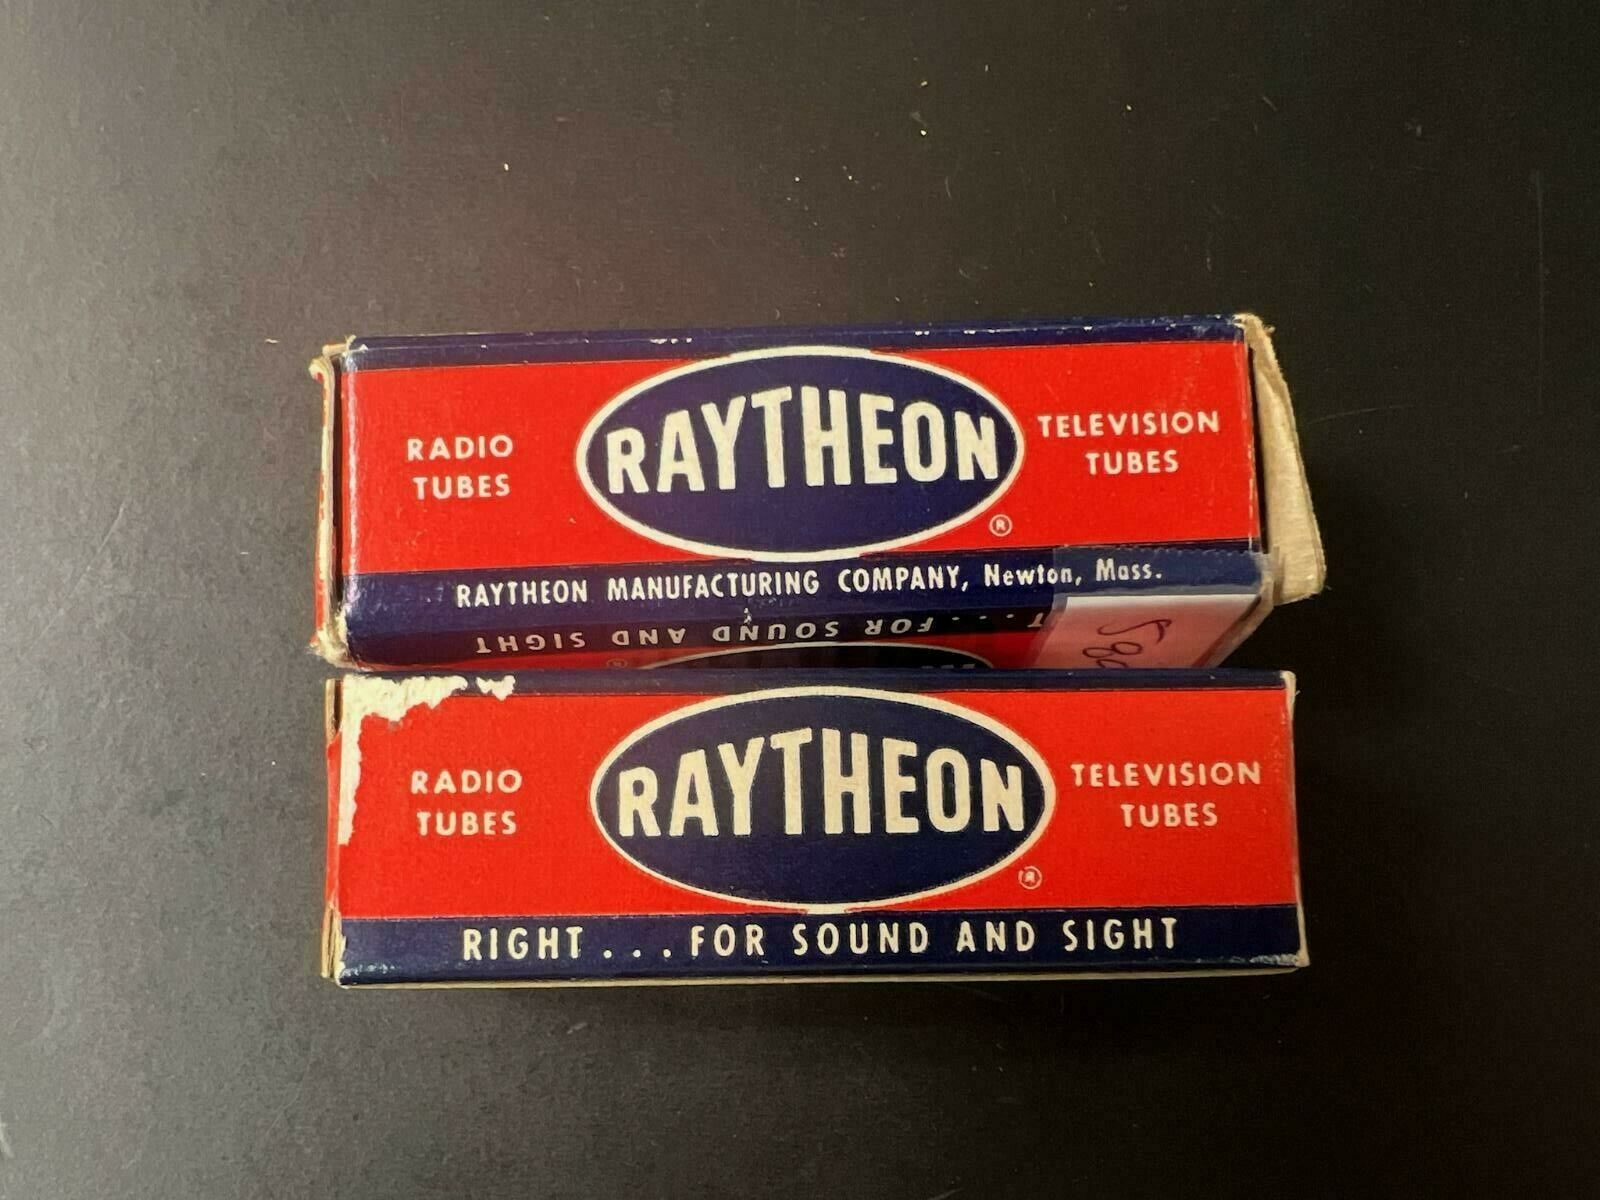 RADIO
TUBES
RAYTHEON
®
TELEVISION
TUBES
RAYTHEON MANUFACTURING COMPANY, Newton, Mass.
. . . FOR SOUND AND SIGHT
®
RADIO
TUBES
RAYTHEON
®
TELEVISION
TUBES
RIGHT . . . FOR SOUND AND SIGHT